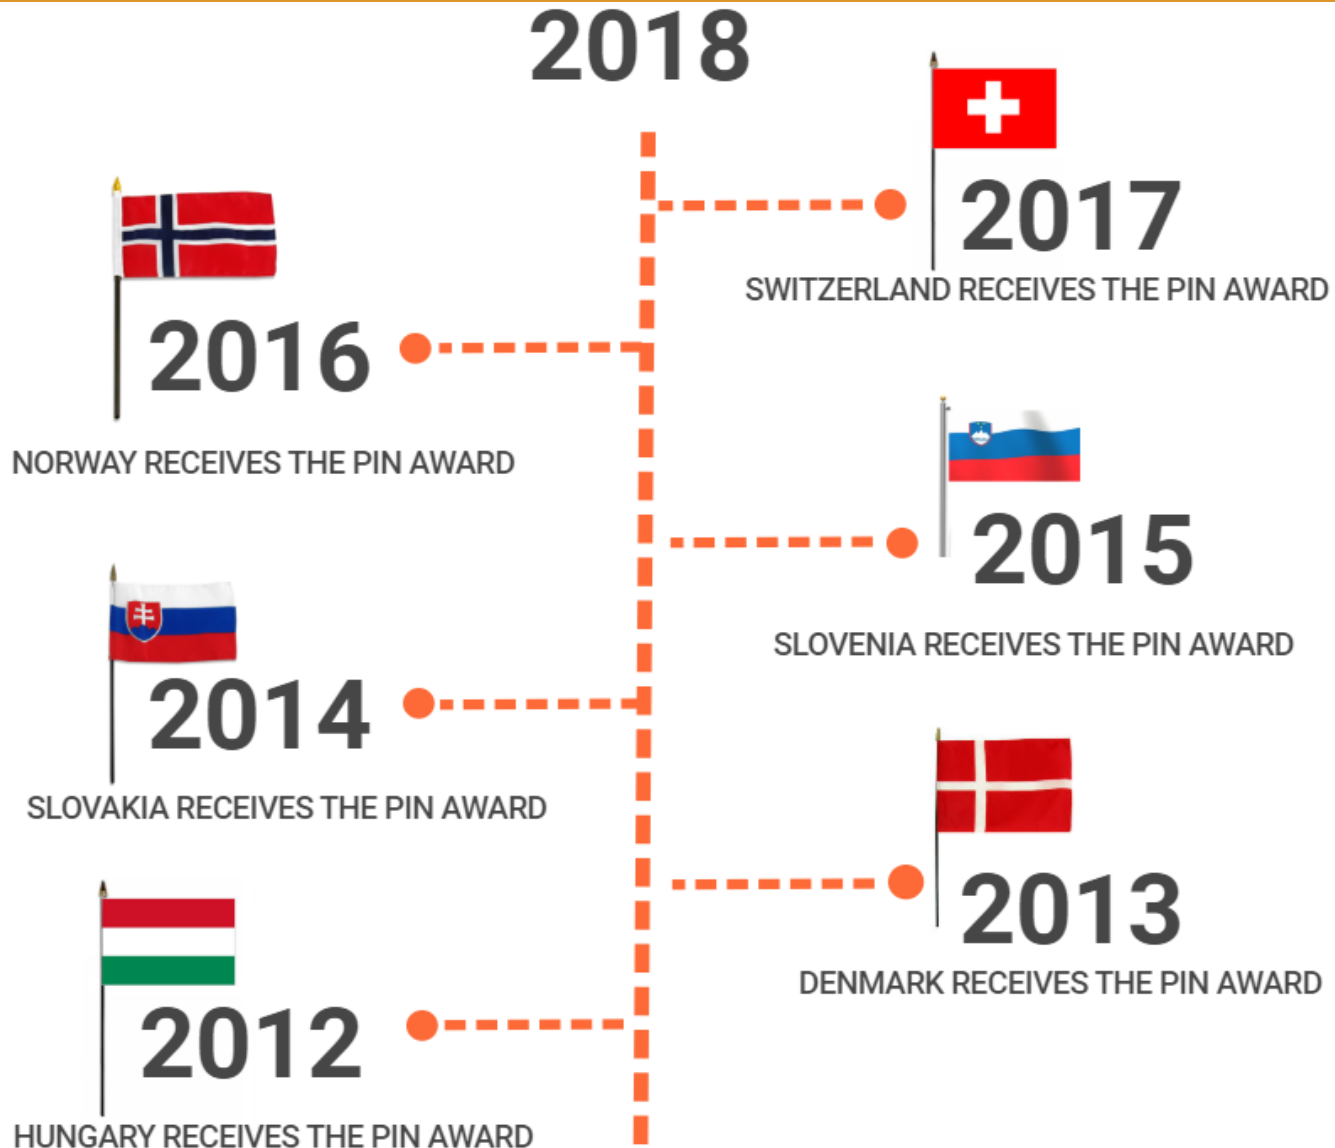 2018
2017
SWITZERLAND RECEIVES THE PIN AWARD
2016
NORWAY RECEIVES THE PIN AWARD
2015
SLOVENIA RECEIVES THE PIN AWARD
2014
SLOVAKIA RECEIVES THE PIN AWARD
2013
DENMARK RECEIVES THE PIN AWARD
2012
HUNGARY RECEIVES THE PIN AWARD